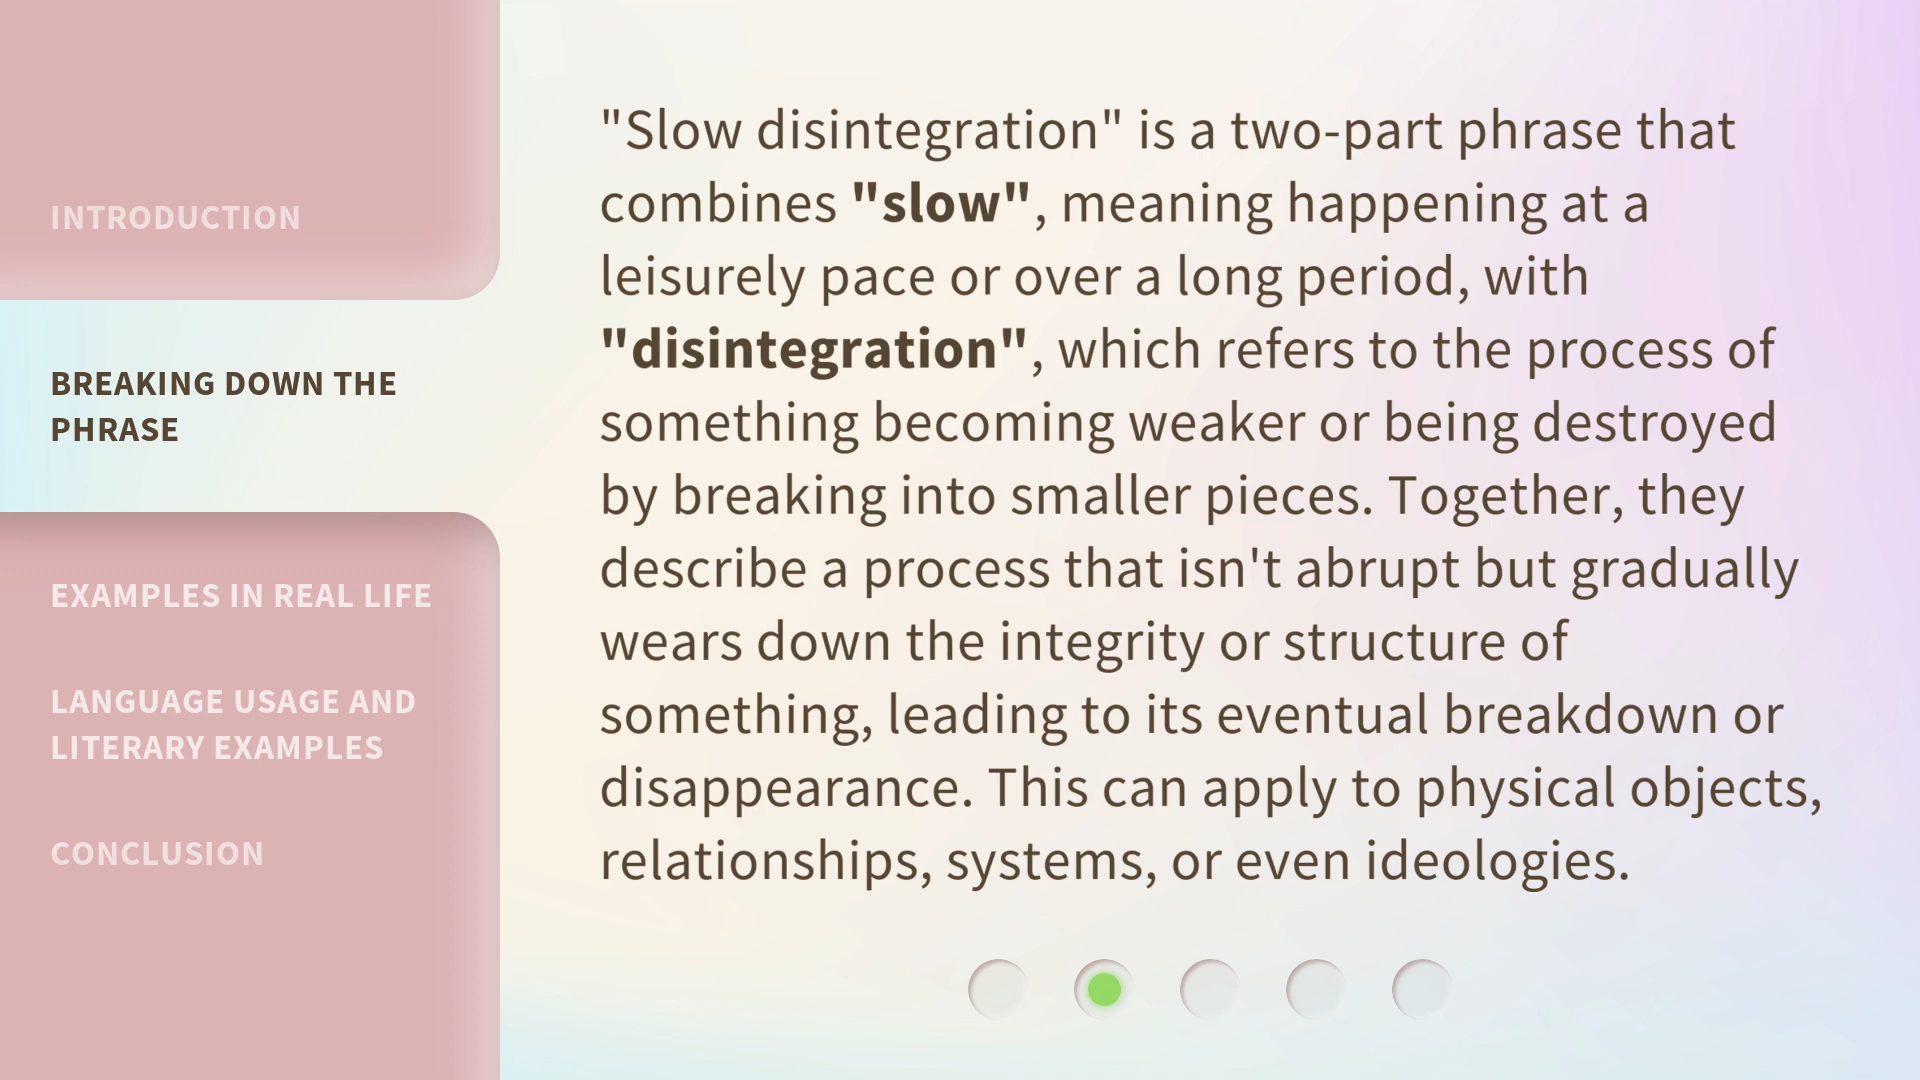 INTRODUCTION
BREAKING DOWN THE
PHRASE
EXAMPLES IN REAL LIFE
LANGUAGE USAGE AND
LITERARY EXAMPLES
CONCLUSION
"Slow disintegration" is a two-part phrase that
combines "slow", meaning happening at a
leisurely pace or over a long period, with
"disintegration", which refers to the process of
something becoming weaker or being destroyed
by breaking into smaller pieces. Together, they
describe a process that isn't abrupt but gradually
wears down the integrity or structure of
something, leading to its eventual breakdown or
disappearance. This can apply to physical objects,
relationships, systems, or even ideologies.